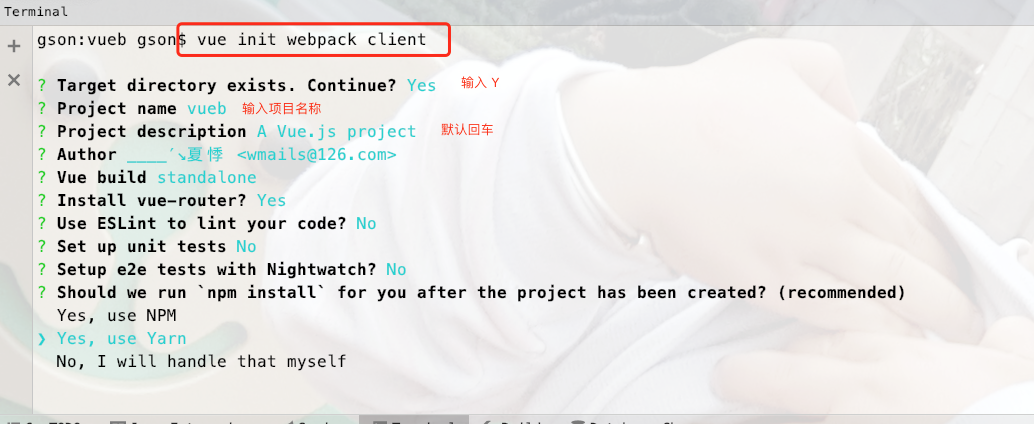 Terminal
gson:vueb gson$ vue init webpack client
? Target directory exists. Continue? Yes 输入 Y
? Project name vueb 输入项目名称
? Project description A Vue.js project 默认回车
? Author ____′↘夏 悸 <wmails@126.com>
? Vue build standalone
? Install vue-router? Yes
? Use ESLint to lint your code? No
? Set up unit tests No
? Setup e2e tests with Nightwatch? No
? Should we run `npm install` for you after the project has been created? (recommended)
Yes, use NPM
❯ Yes, use Yarn
No, I will handle that myself